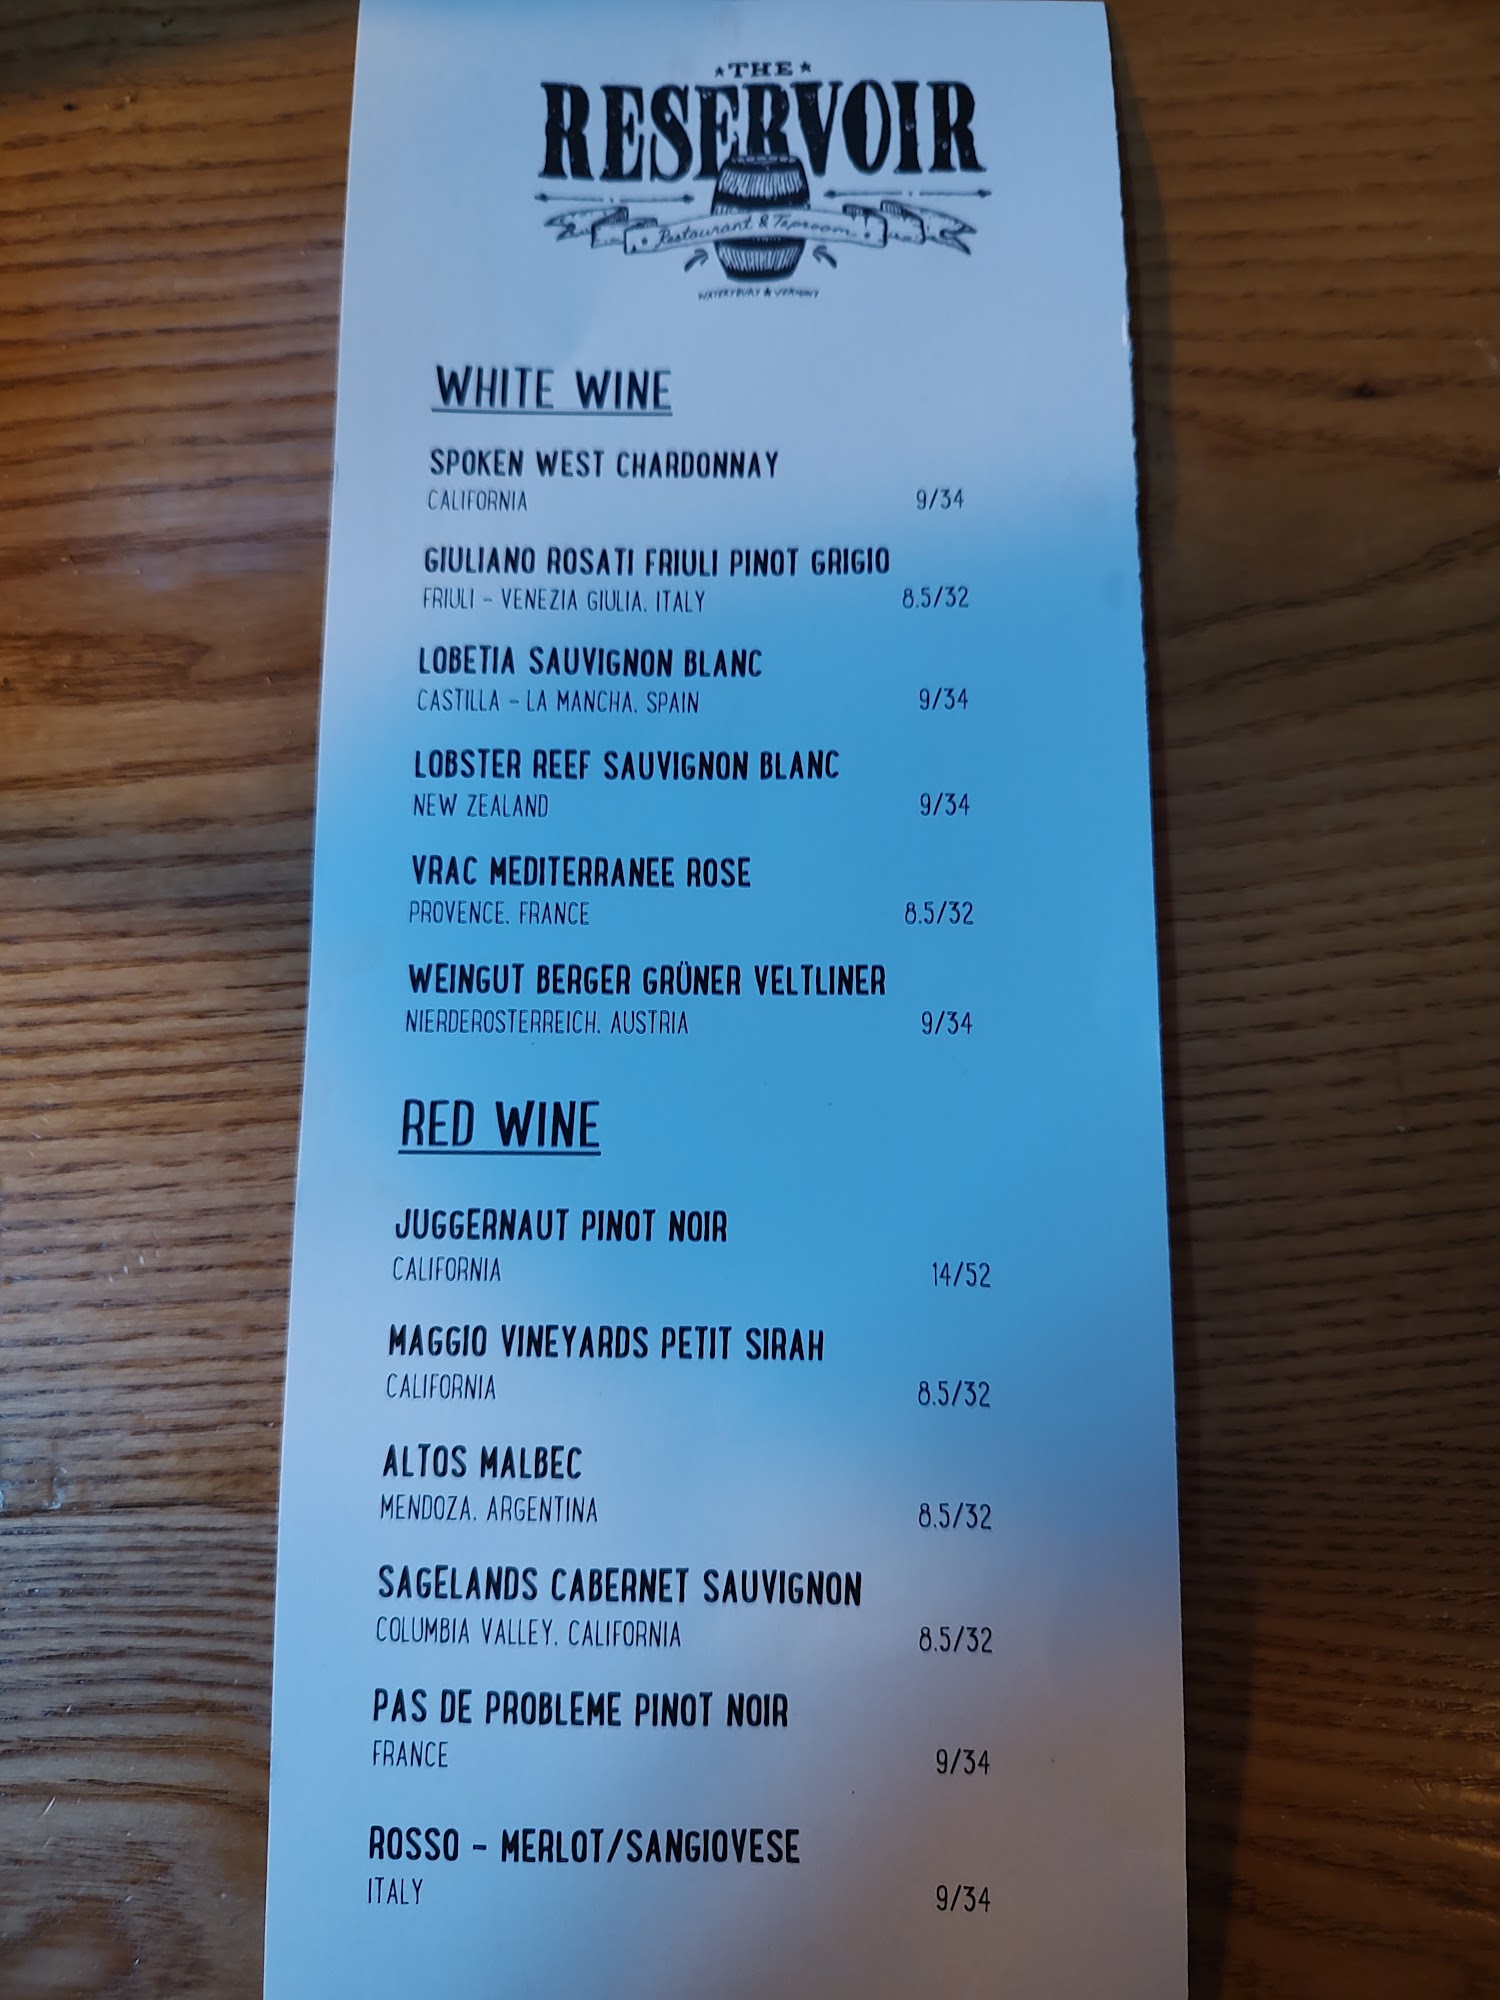 THE
RESERVOIR
Restaurant & Taproom
WATERBURY ★ VERMONT
WHITE WINE
SPOKEN WEST CHARDONNAY
CALIFORNIA 9/34
GIULIANO ROSATI FRIULI PINOT GRIGIO
FRIULI - VENEZIA GIULIA, ITALY 8.5/32
LOBETIA SAUVIGNON BLANC
CASTILLA - LA MANCHA, SPAIN 9/34
LOBSTER REEF SAUVIGNON BLANC
NEW ZEALAND 9/34
VRAC MEDITERRANEE ROSE
PROVENCE, FRANCE 8.5/32
WEINGUT BERGER GRÜNER VELTLINER
NIERDEROSTERREICH, AUSTRIA 9/34
RED WINE
JUGGERNAUT PINOT NOIR
CALIFORNIA 14/52
MAGGIO VINEYARDS PETIT SIRAH
CALIFORNIA 8.5/32
ALTOS MALBEC
MENDOZA, ARGENTINA 8.5/32
SAGELANDS CABERNET SAUVIGNON
COLUMBIA VALLEY, CALIFORNIA 8.5/32
PAS DE PROBLEME PINOT NOIR
FRANCE 9/34
ROSSO - MERLOT/SANGIOVESE
ITALY 9/34